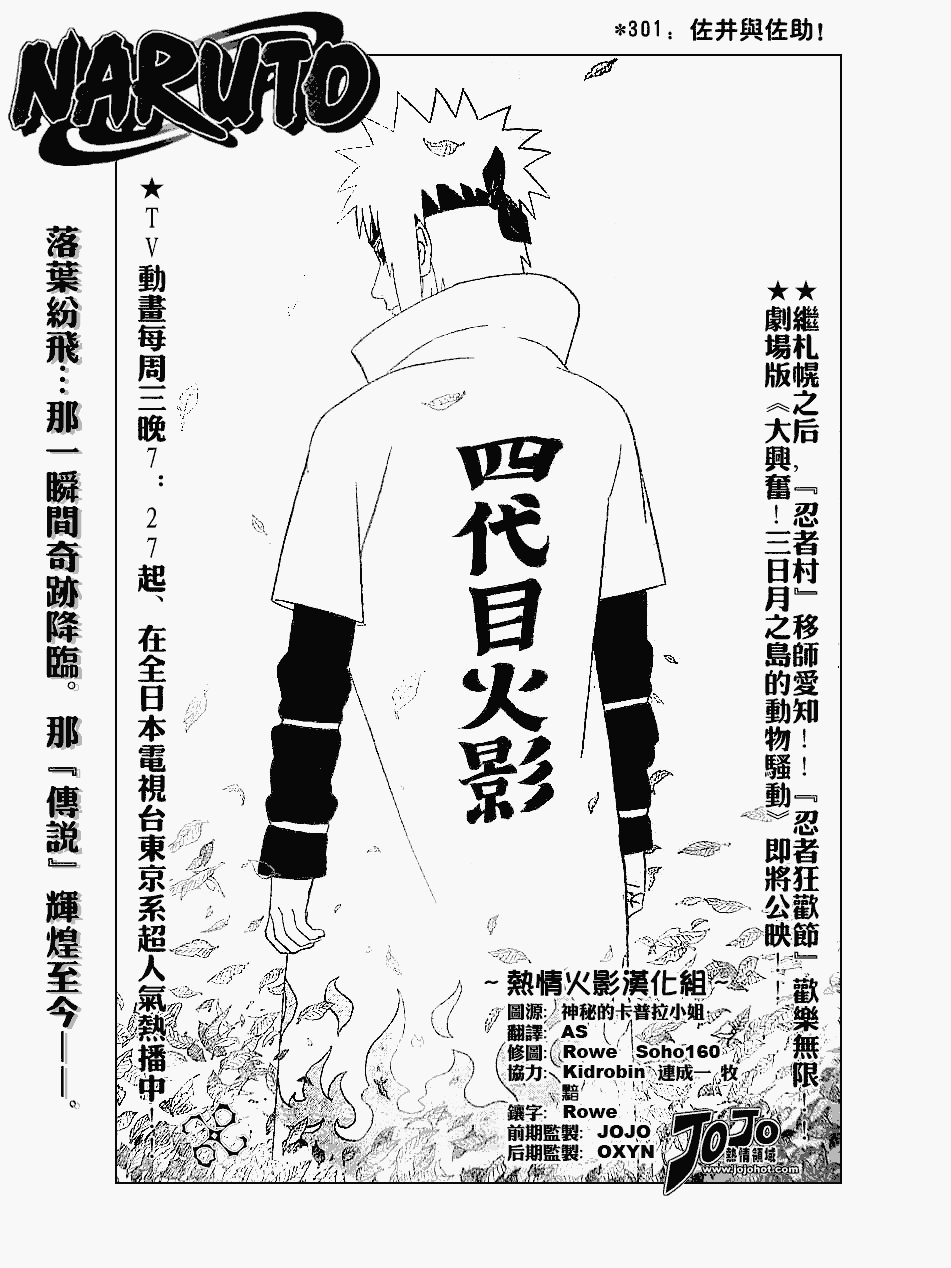 *301：佐井與佐助！
NARUTO
★繼札幌之后，『忍者村』移師愛知！！『忍者狂歡節』歡樂無限——！
★劇場版《大興奮！三日月之島的動物騷動》即將公映——！
四代目火影
★TV動畫每周三晚7：27起、在全日本電視台東京系超人氣熱播中！
落葉紛飛…那一瞬間奇跡降臨。那『傳説』輝煌至今——。
～熱情火影漢化組～
圖源：神秘的卡普拉小姐
翻譯：AS
修圖：Rowe Soho160
協力：Kidrobin 連成一 牧
黯
鑲字：Rowe
前期監製：JOJO
后期監製：OXYN
JOJO
熱情領域
www.jojohot.com